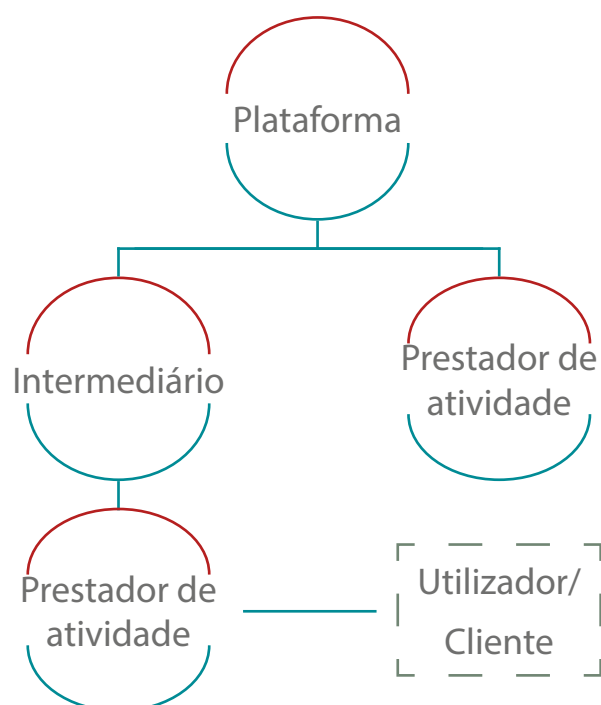 Plataforma
Intermediário
Prestador de
atividade
Prestador de
atividade
Utilizador/
Cliente